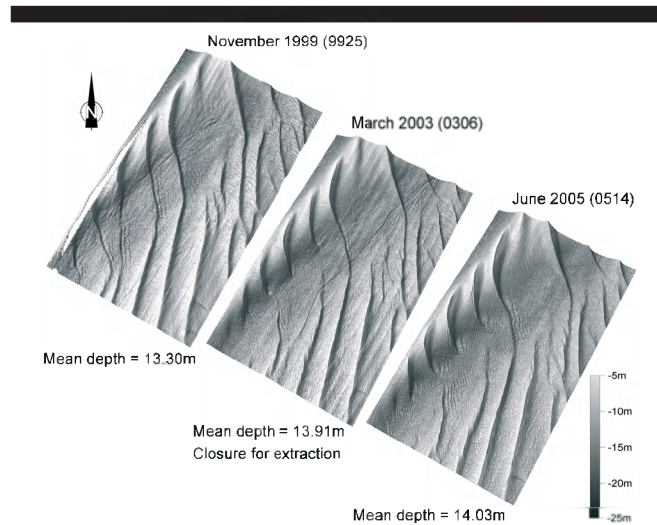 November 1999 (9925)
N
March 2003 (0306)
June 2005 (0514)
Mean depth = 13.30m
Mean depth = 13.91m
Closure for extraction
Mean depth = 14.03m
-5m
-10m
-15m
-20m
-25m